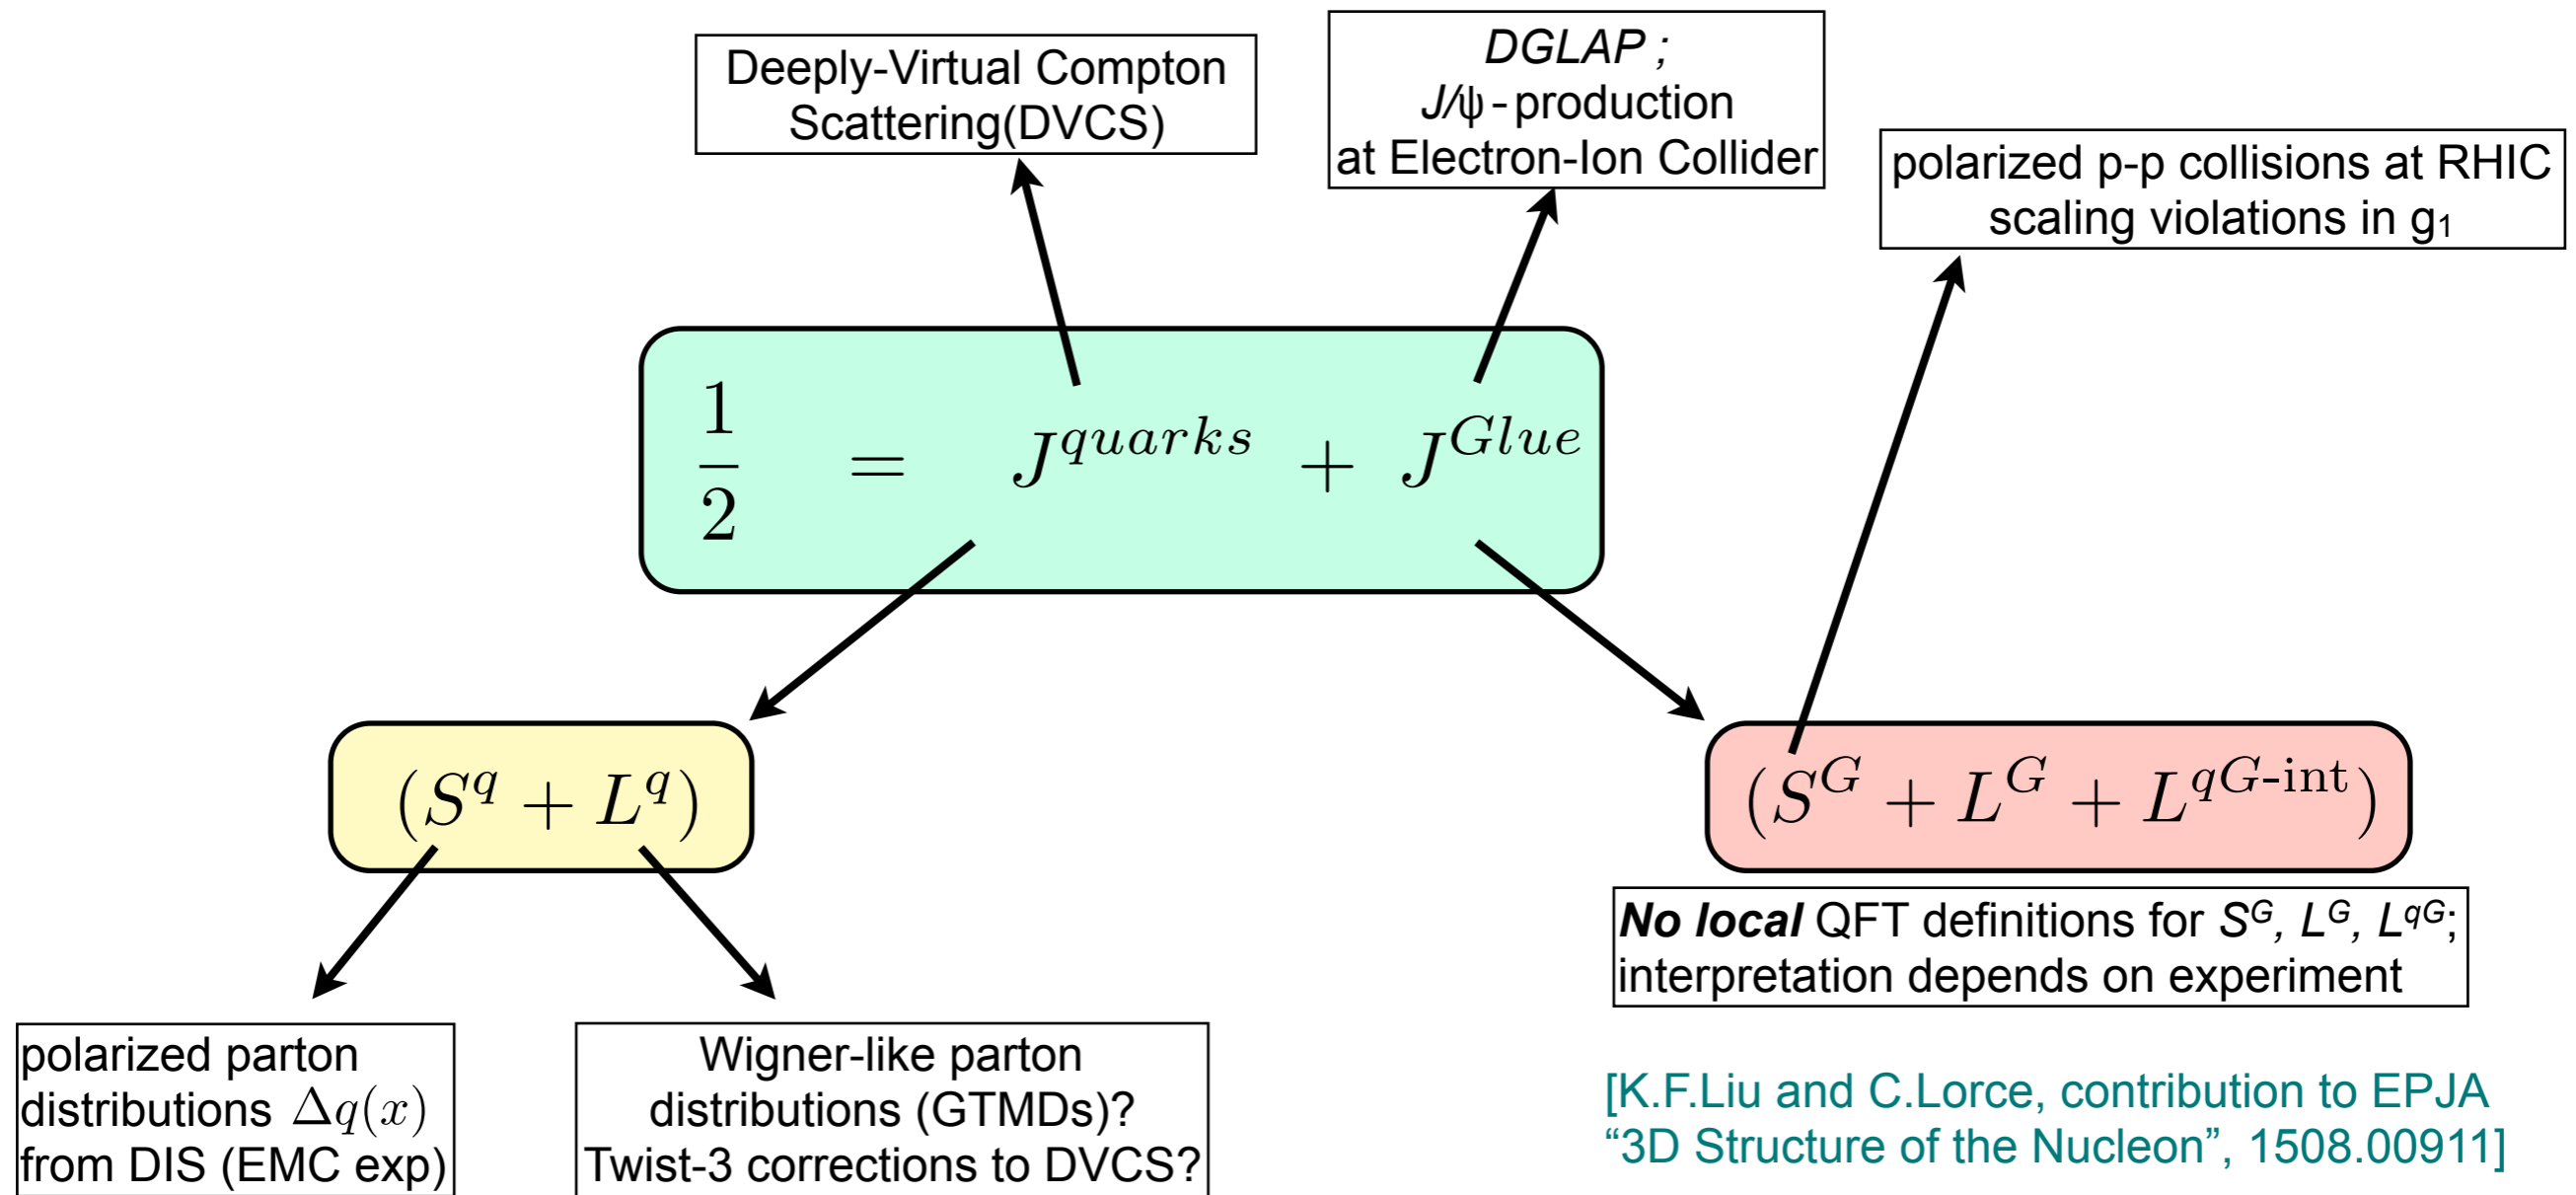 Deeply-Virtual Compton
Scattering(DVCS)
DGLAP ;
J/ψ - production
at Electron-Ion Collider
polarized p-p collisions at RHIC
scaling violations in g₁
1/2 = J^{quarks} + J^{Glue}
(S^q + L^q)
(S^G + L^G + L^{qG-int})
No local QFT definitions for S^G, L^G, L^{qG};
interpretation depends on experiment
polarized parton
distributions Δq(x)
from DIS (EMC exp)
Wigner-like parton
distributions (GTMDs)?
Twist-3 corrections to DVCS?
[K.F.Liu and C.Lorce, contribution to EPJA
“3D Structure of the Nucleon”, 1508.00911]